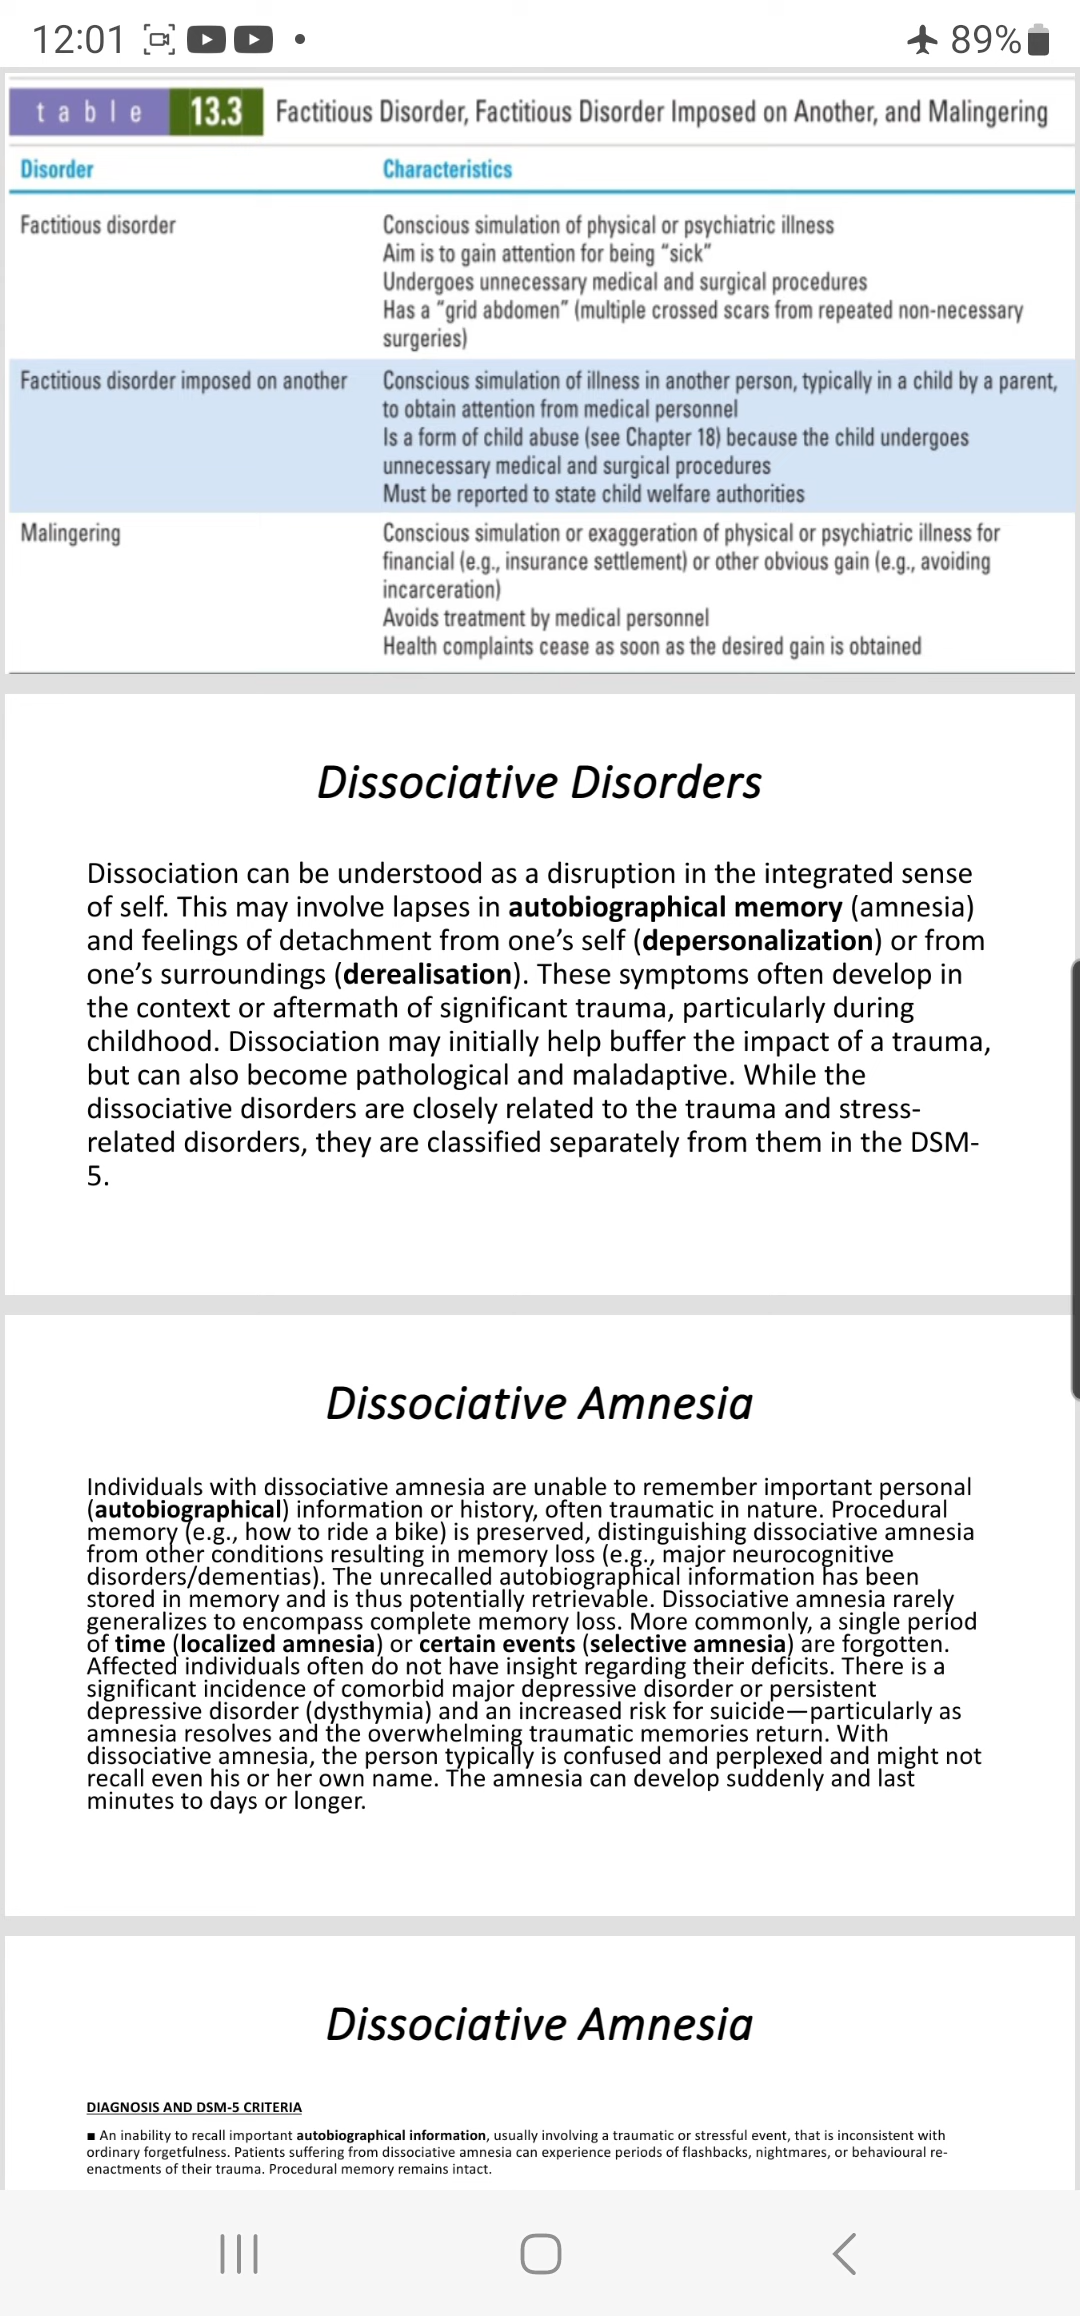 12:01
89%
table 13.3 Factitious Disorder, Factitious Disorder Imposed on Another, and Malingering
Disorder Characteristics
Factitious disorder Conscious simulation of physical or psychiatric illness
Aim is to gain attention for being “sick”
Undergoes unnecessary medical and surgical procedures
Has a “grid abdomen” (multiple crossed scars from repeated non-necessary
surgeries)
Factitious disorder imposed on another Conscious simulation of illness in another person, typically in a child by a parent,
to obtain attention from medical personnel
Is a form of child abuse (see Chapter 18) because the child undergoes
unnecessary medical and surgical procedures
Must be reported to state child welfare authorities
Malingering Conscious simulation or exaggeration of physical or psychiatric illness for
financial (e.g., insurance settlement) or other obvious gain (e.g., avoiding
incarceration)
Avoids treatment by medical personnel
Health complaints cease as soon as the desired gain is obtained
Dissociative Disorders
Dissociation can be understood as a disruption in the integrated sense
of self. This may involve lapses in autobiographical memory (amnesia)
and feelings of detachment from one’s self (depersonalization) or from
one’s surroundings (derealisation). These symptoms often develop in
the context or aftermath of significant trauma, particularly during
childhood. Dissociation may initially help buffer the impact of a trauma,
but can also become pathological and maladaptive. While the
dissociative disorders are closely related to the trauma and stress-
related disorders, they are classified separately from them in the DSM-
5.
Dissociative Amnesia
Individuals with dissociative amnesia are unable to remember important personal
(autobiographical) information or history, often traumatic in nature. Procedural
memory (e.g., how to ride a bike) is preserved, distinguishing dissociative amnesia
from other conditions resulting in memory loss (e.g., major neurocognitive
disorders/dementias). The unrecalled autobiographical information has been
stored in memory and is thus potentially retrievable. Dissociative amnesia rarely
generalizes to encompass complete memory loss. More commonly, a single period
of time (localized amnesia) or certain events (selective amnesia) are forgotten.
Affected individuals often do not have insight regarding their deficits. There is a
significant incidence of comorbid major depressive disorder or persistent
depressive disorder (dysthymia) and an increased risk for suicide—particularly as
amnesia resolves and the overwhelming traumatic memories return. With
dissociative amnesia, the person typically is confused and perplexed and might not
recall even his or her own name. The amnesia can develop suddenly and last
minutes to days or longer.
Dissociative Amnesia
DIAGNOSIS AND DSM-5 CRITERIA
■ An inability to recall important autobiographical information, usually involving a traumatic or stressful event, that is inconsistent with
ordinary forgetfulness. Patients suffering from dissociative amnesia can experience periods of flashbacks, nightmares, or behavioural re-
enactments of their trauma. Procedural memory remains intact.